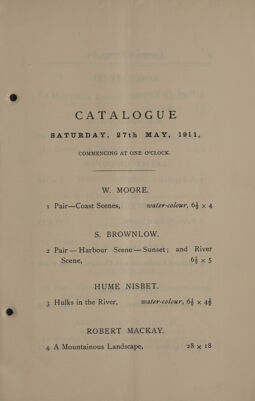 CATALOGUE
SATURDAY, 27th MAY, 1911,
COMMENCING AT ONE O'CLOCK.
W. MOORE.
1 Pair—Coast Scenes, water-colour, 6½ × 4
S. BROWNLOW.
2 Pair—Harbour Scene—Sunset; and River
Scene, 6½ × 5
HUME NISBET.
3 Hulks in the River, water-colour, 6½ × 4½
ROBERT MACKAY.
4 A Mountainous Landscape, 28 × 18